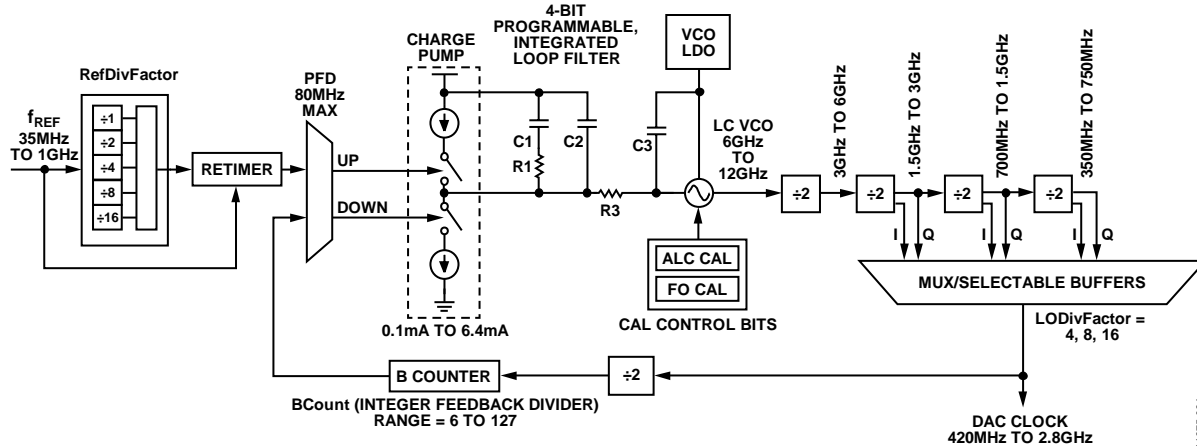 4-BIT
PROGRAMMABLE,
INTEGRATED
LOOP FILTER
VCO
LDO
CHARGE
PUMP
RefDivFactor
PFD
80MHz
MAX
fREF
35MHz
TO 1GHz
÷1
÷2
÷4
÷8
÷16
RETIMER
UP
DOWN
C1
R1
C2
R3
C3
LC VCO
6GHz
TO
12GHz
÷2
3GHz TO 6GHz
÷2
1.5GHz TO 3GHz
÷2
700MHz TO 1.5GHz
÷2
350MHz TO 750MHz
I
Q
I
Q
I
Q
ALC CAL
FO CAL
CAL CONTROL BITS
MUX/SELECTABLE BUFFERS
LODivFactor =
4, 8, 16
0.1mA TO 6.4mA
B COUNTER
÷2
BCount (INTEGER FEEDBACK DIVIDER)
RANGE = 6 TO 127
DAC CLOCK
420MHz TO 2.8GHz